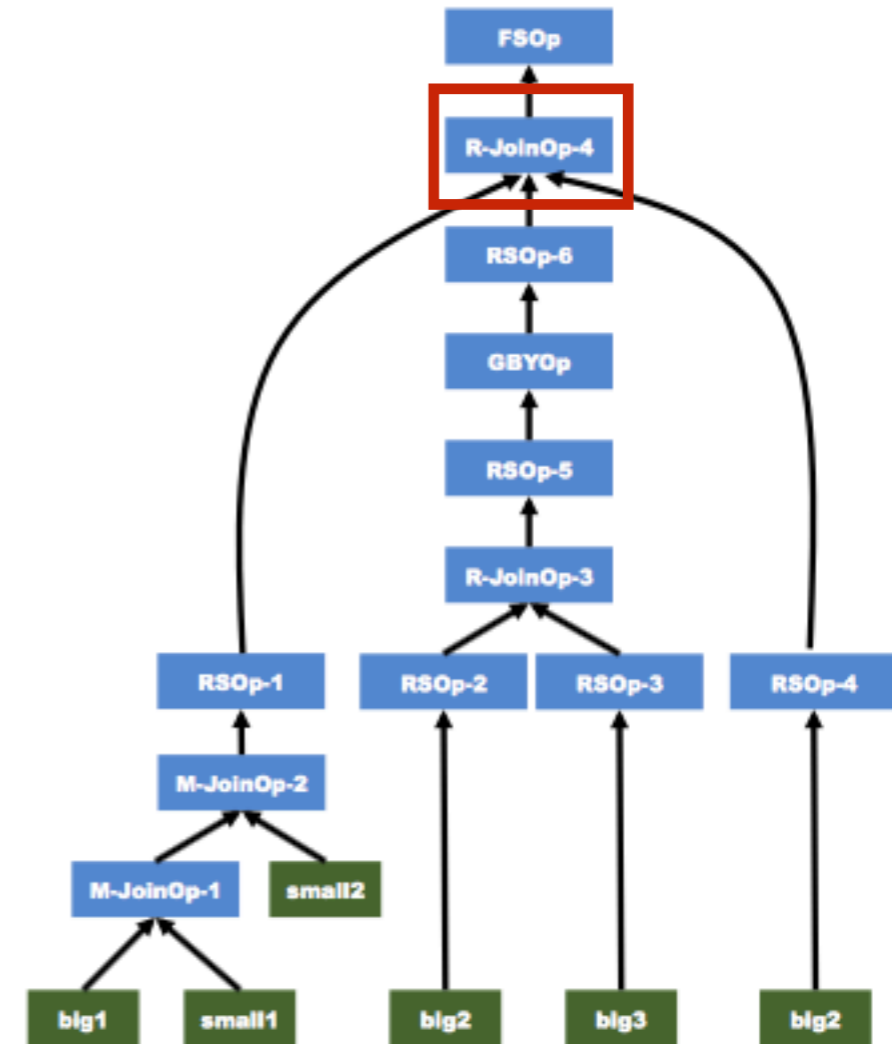 FSOp
R-JoinOp-4
RSOp-6
GBYOp
RSOp-5
R-JoinOp-3
RSOp-1
RSOp-2
RSOp-3
RSOp-4
M-JoinOp-2
M-JoinOp-1
small2
big1
small1
big2
big3
big2